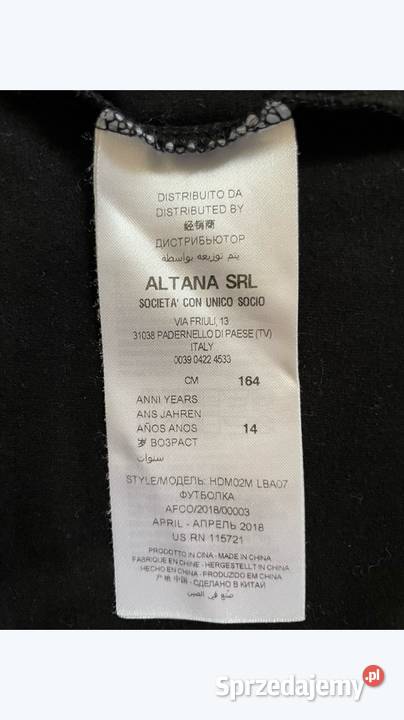 DISTRIBUITO DA
DISTRIBUTED BY
经销商
ДИСТРИБЬЮТОР
يتم توزيعه بواسطة
ALTANA SRL
SOCIETA' CON UNICO SOCIO
VIA FRIULI, 13
31038 PADERNELLO DI PAESE (TV)
ITALY
0039 0422 4533
CM 164
ANNI YEARS
ANS JAHREN
AÑOS ANOS 14
岁 ВОЗРАСТ
سنوات
STYLE/МОДЕЛЬ: HDM02M LBA07
ФУТБОЛКА
AFCO/2018/00003
APRIL - АПРЕЛЬ 2018
US RN 115721
PRODOTTO IN CINA - MADE IN CHINA
FABRIQUE EN CHINE - HERGESTELLT IN CHINA
HECHO EN CHINA - PRODUZIDO EM CHINA
产地 中国 - СДЕЛАНО В КИТАЙ
صنع في الصين
Sprzedajemy.pl